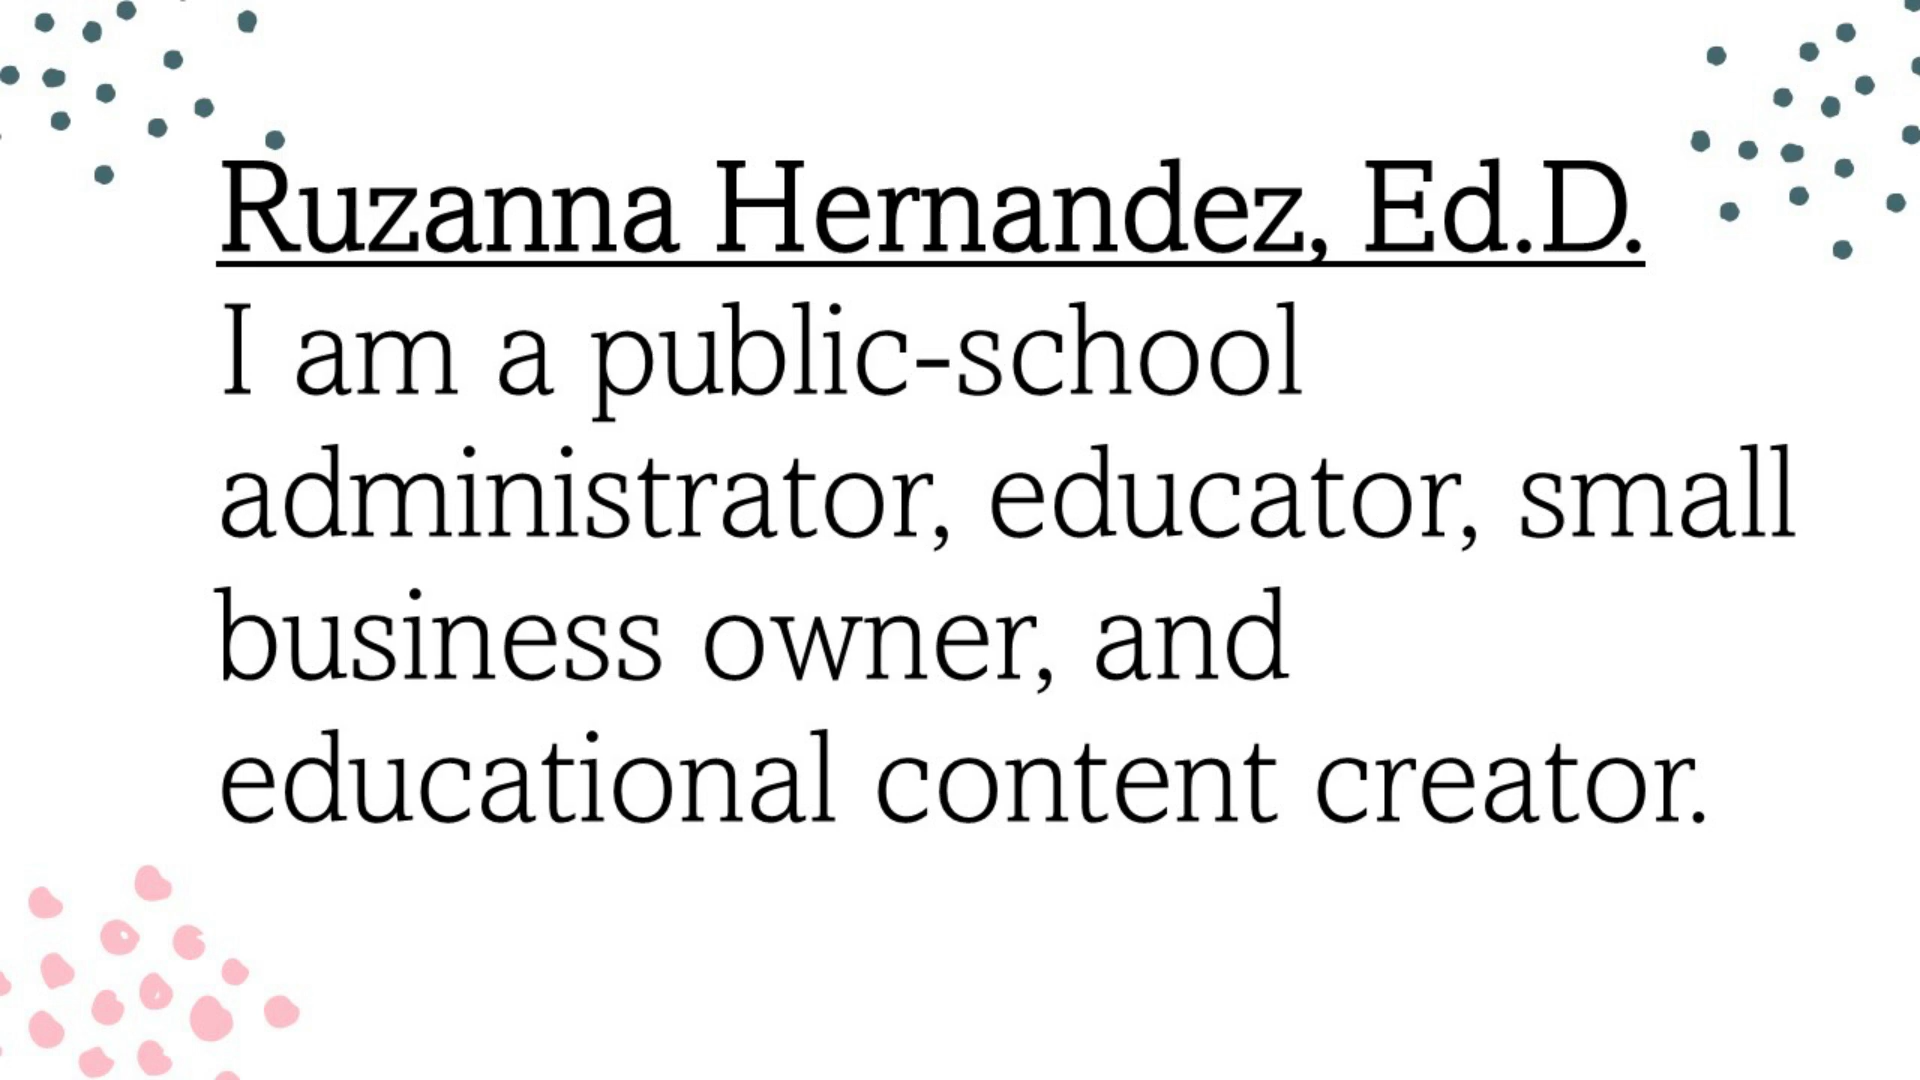 Ruzanna Hernandez, Ed.D.
I am a public-school
administrator, educator, small
business owner, and
educational content creator.